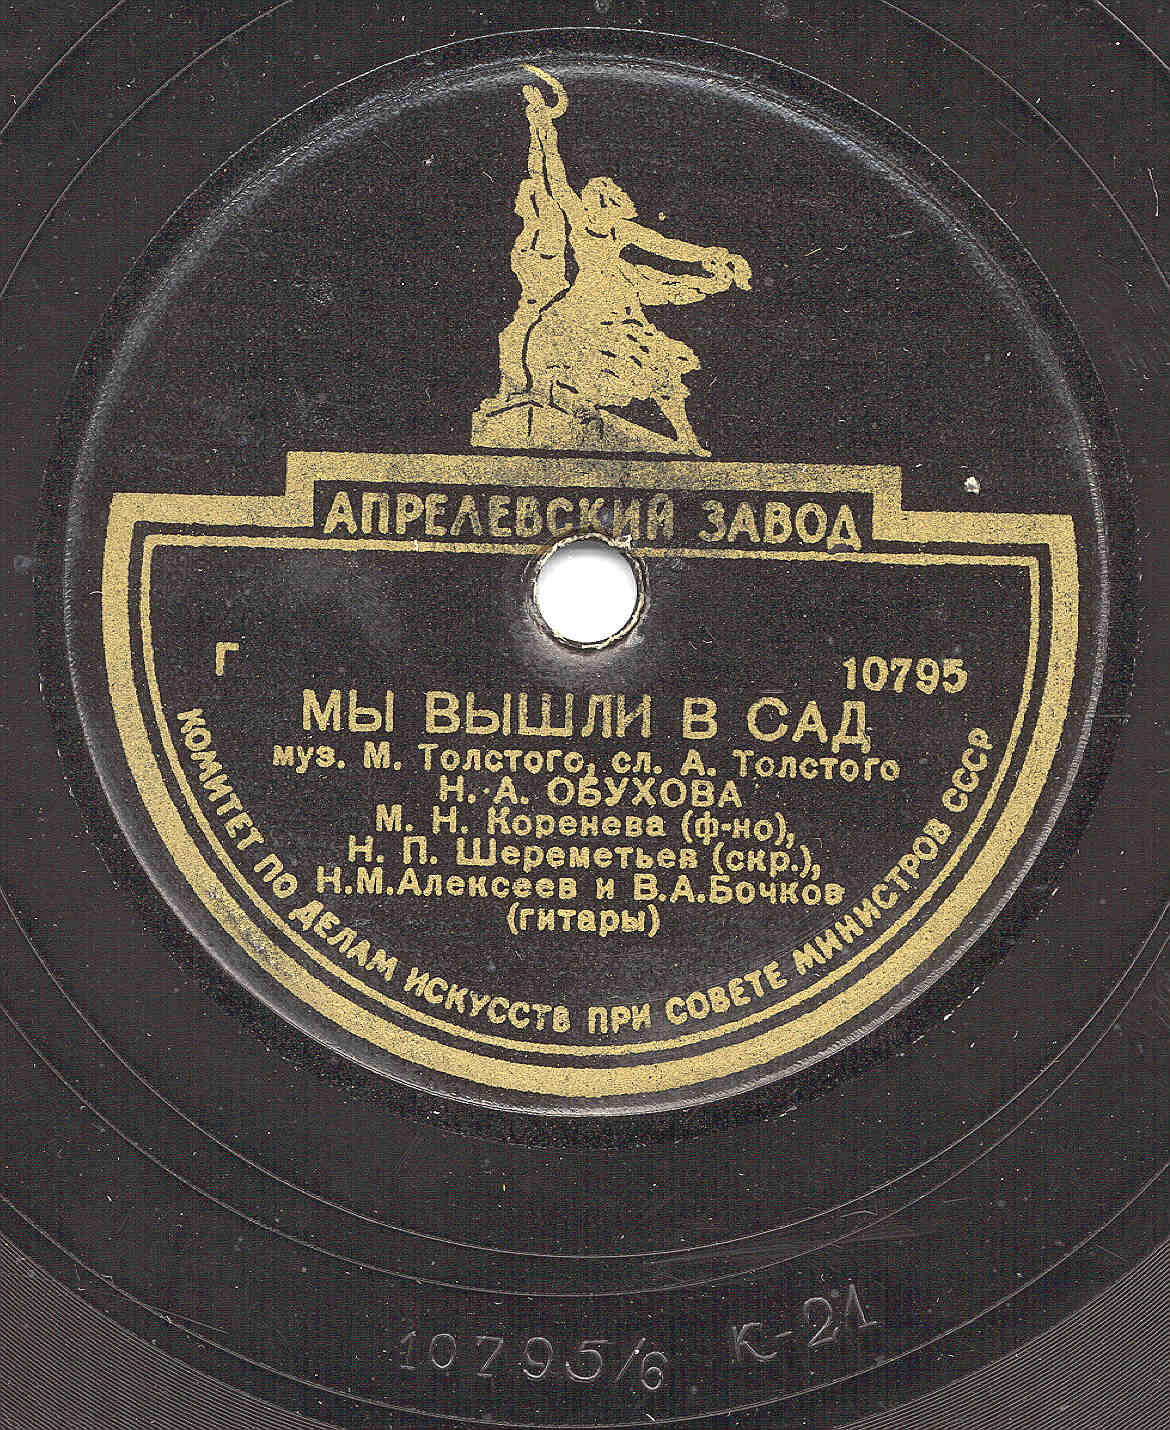 АПРЕЛЕВСКИЙ ЗАВОД
Г
10795
МЫ ВЫШЛИ В САД
муз. М. Толстого, сл. А. Толстого
Н. А. ОБУХОВА
М. Н. Коренева (ф-но),
Н. П. Шереметьев (скр.),
Н.М.Алексеев и В.А.Бочков
(гитары)
КОМИТЕТ ПО ДЕЛАМ ИСКУССТВ ПРИ СОВЕТЕ МИНИСТРОВ СССР
10795/6 К-21